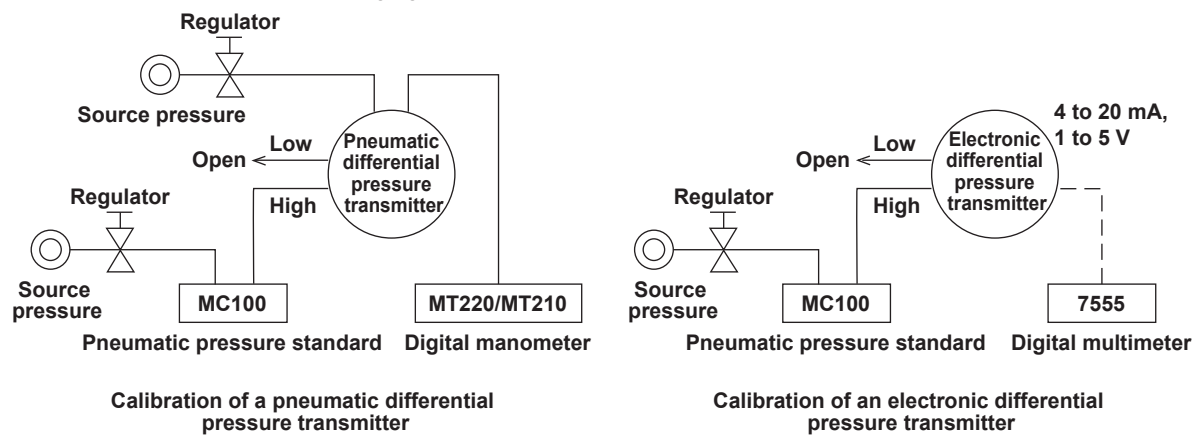 Regulator
Source pressure
Pneumatic
differential
pressure
transmitter
Low
Open
High
Regulator
Source
pressure
MC100
MT220/MT210
Pneumatic pressure standard
Digital manometer
Calibration of a pneumatic differential
pressure transmitter
4 to 20 mA,
1 to 5 V
Electronic
differential
pressure
transmitter
Low
Open
High
Regulator
Source
pressure
MC100
7555
Pneumatic pressure standard
Digital multimeter
Calibration of an electronic differential
pressure transmitter